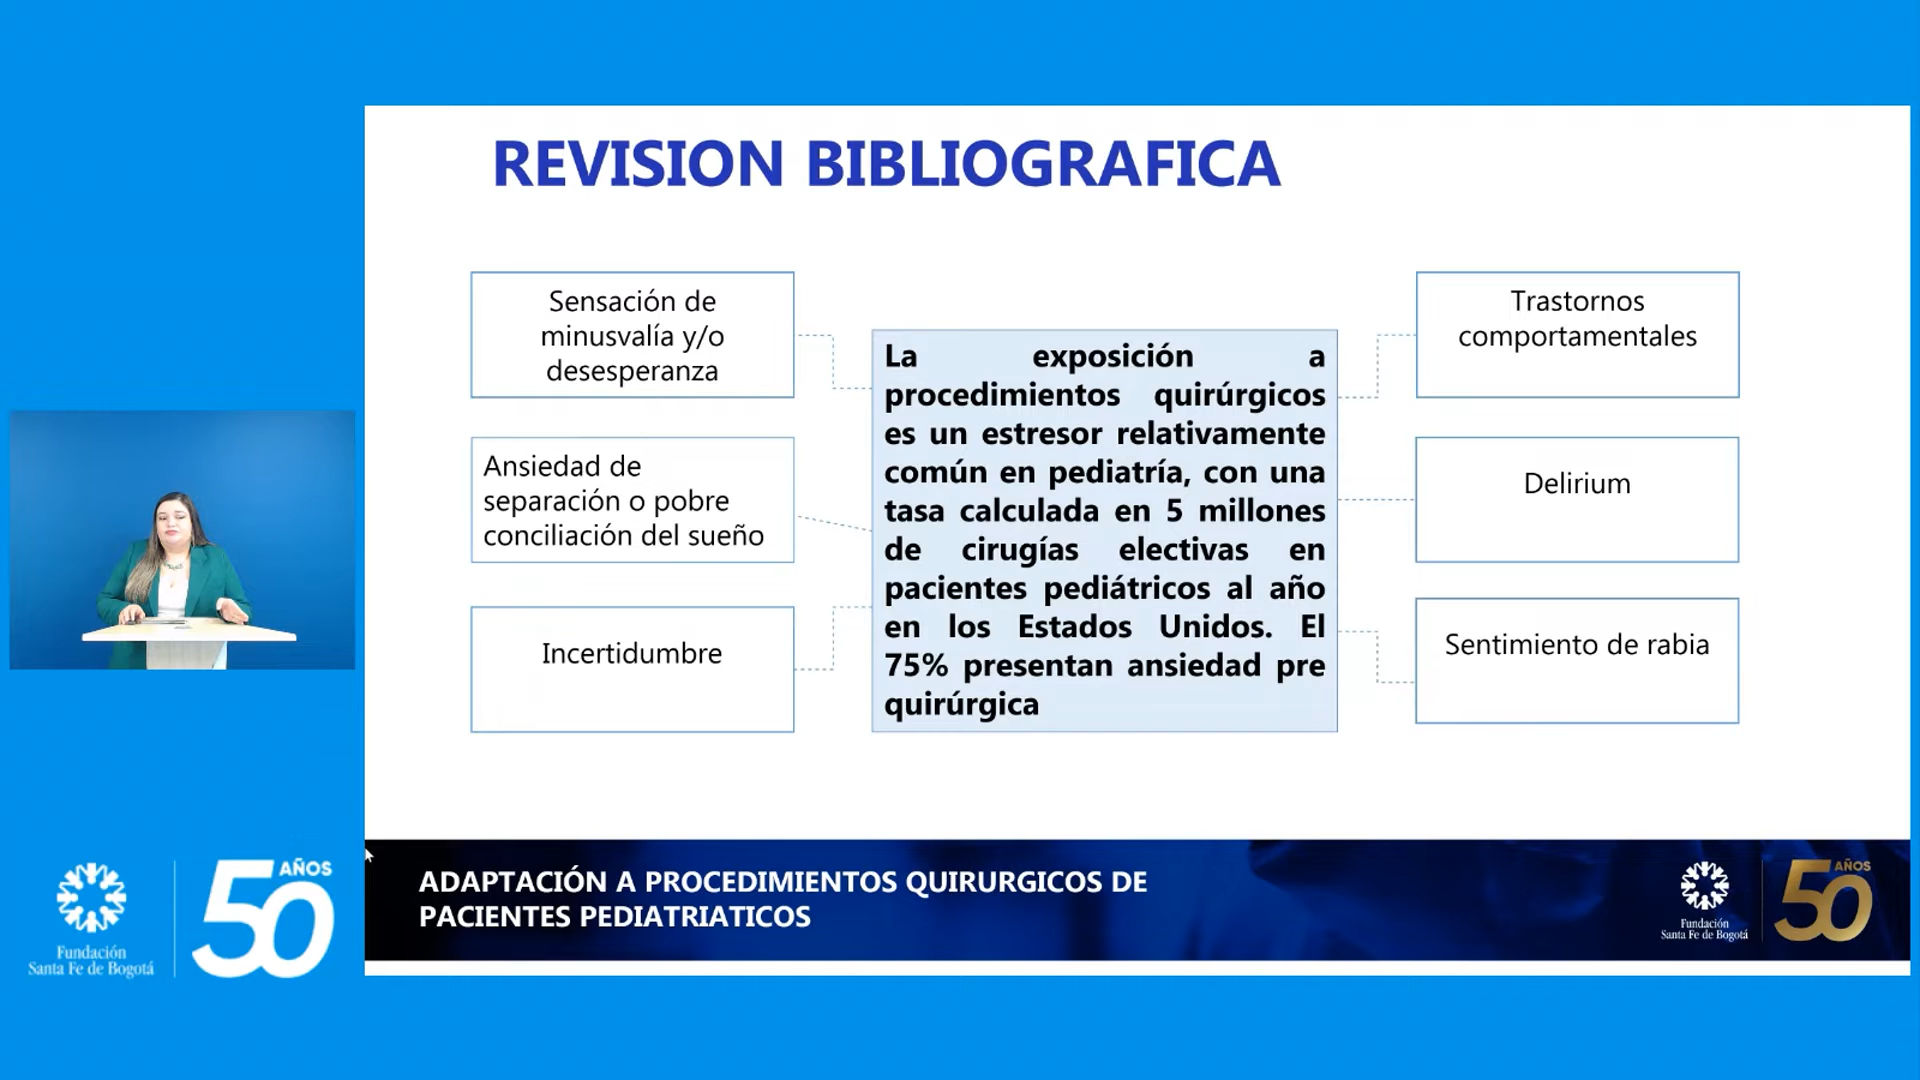 REVISION BIBLIOGRAFICA
Sensación de
minusvalía y/o
desesperanza
Ansiedad de
separación o pobre
conciliación del sueño
Incertidumbre
La exposición a
procedimientos quirúrgicos
es un estresor relativamente
común en pediatría, con una
tasa calculada en 5 millones
de cirugías electivas en
pacientes pediátricos al año
en los Estados Unidos. El
75% presentan ansiedad pre
quirúrgica
Trastornos
comportamentales
Delirium
Sentimiento de rabia
ADAPTACIÓN A PROCEDIMIENTOS QUIRURGICOS DE
PACIENTES PEDIATRIATICOS
Fundación
Santa Fe de Bogotá
50 AÑOS
Fundación
Santa Fe de Bogotá
50 AÑOS